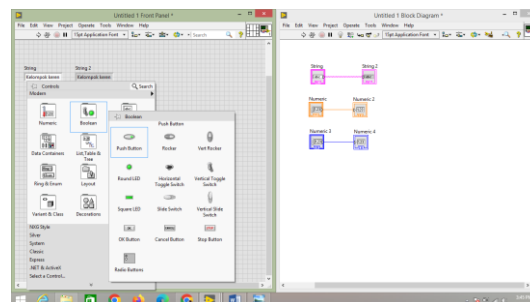 Untitled 1 Front Panel *
File Edit View Project Operate Tools Window Help
15pt Application Font
Search
String
String 2
Kelompok keren
Kelompok keren
Controls
Search
Modern
Numeric
Boolean
Data Containers
List, Table & Tree
Ring & Enum
Layout
Variant & Class
Decorations
NXG Style
Silver
System
Classic
Express
.NET & ActiveX
Select a Control...
Boolean
Push Button
Push Button
Rocker
Vert Rocker
Round LED
Horizontal Toggle Switch
Vertical Toggle Switch
Square LED
Slide Switch
Vertical Slide Switch
OK Button
Cancel Button
Stop Button
Radio Buttons
Untitled 1 Block Diagram *
File Edit View Project Operate Tools Window Help
15pt Application Font
String
String 2
Numeric
Numeric 2
Numeric 3
Numeric 4